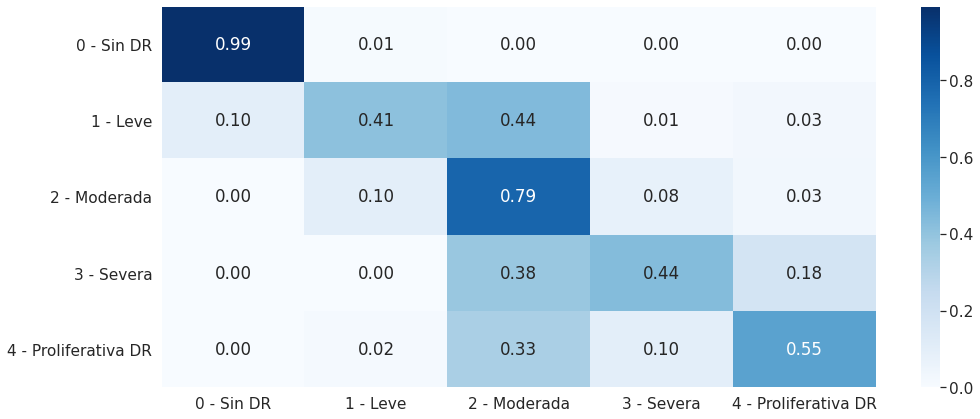 0 - Sin DR 0.99 0.01 0.00 0.00 0.00
1 - Leve 0.10 0.41 0.44 0.01 0.03
2 - Moderada 0.00 0.10 0.79 0.08 0.03
3 - Severa 0.00 0.00 0.38 0.44 0.18
4 - Proliferativa DR 0.00 0.02 0.33 0.10 0.55
0 - Sin DR 1 - Leve 2 - Moderada 3 - Severa 4 - Proliferativa DR
0.8
0.6
0.4
0.2
0.0